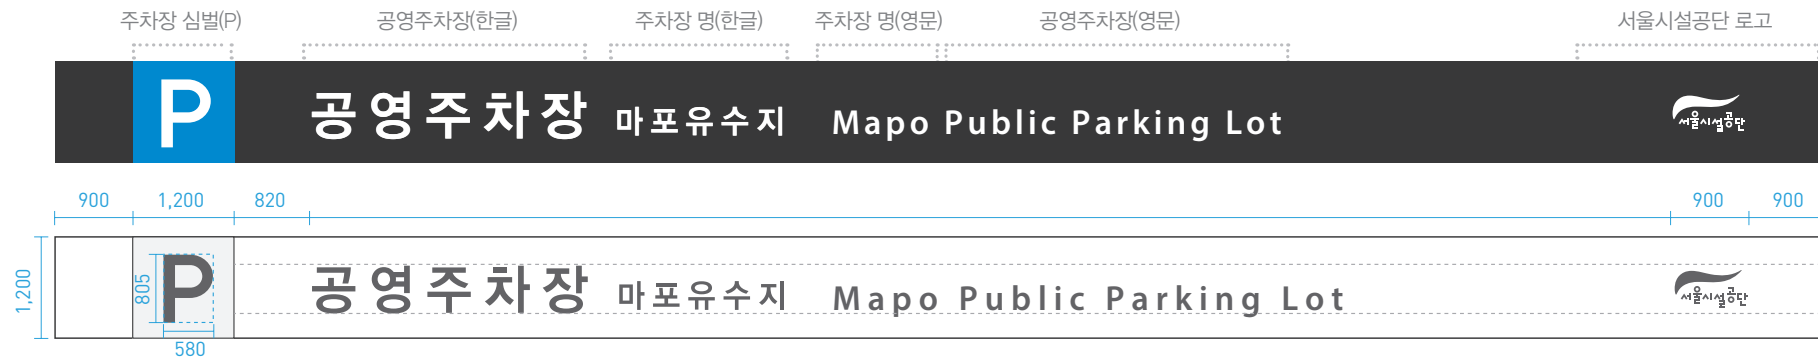 주차장 심벌(P) 공영주차장(한글) 주차장 명(한글) 주차장 명(영문) 공영주차장(영문) 서울시설공단 로고
P 공영주차장 마포유수지 Mapo Public Parking Lot 서울시설공단
900 1,200 820 900 900
1,200 805 P 공영주차장 마포유수지 Mapo Public Parking Lot 서울시설공단
580